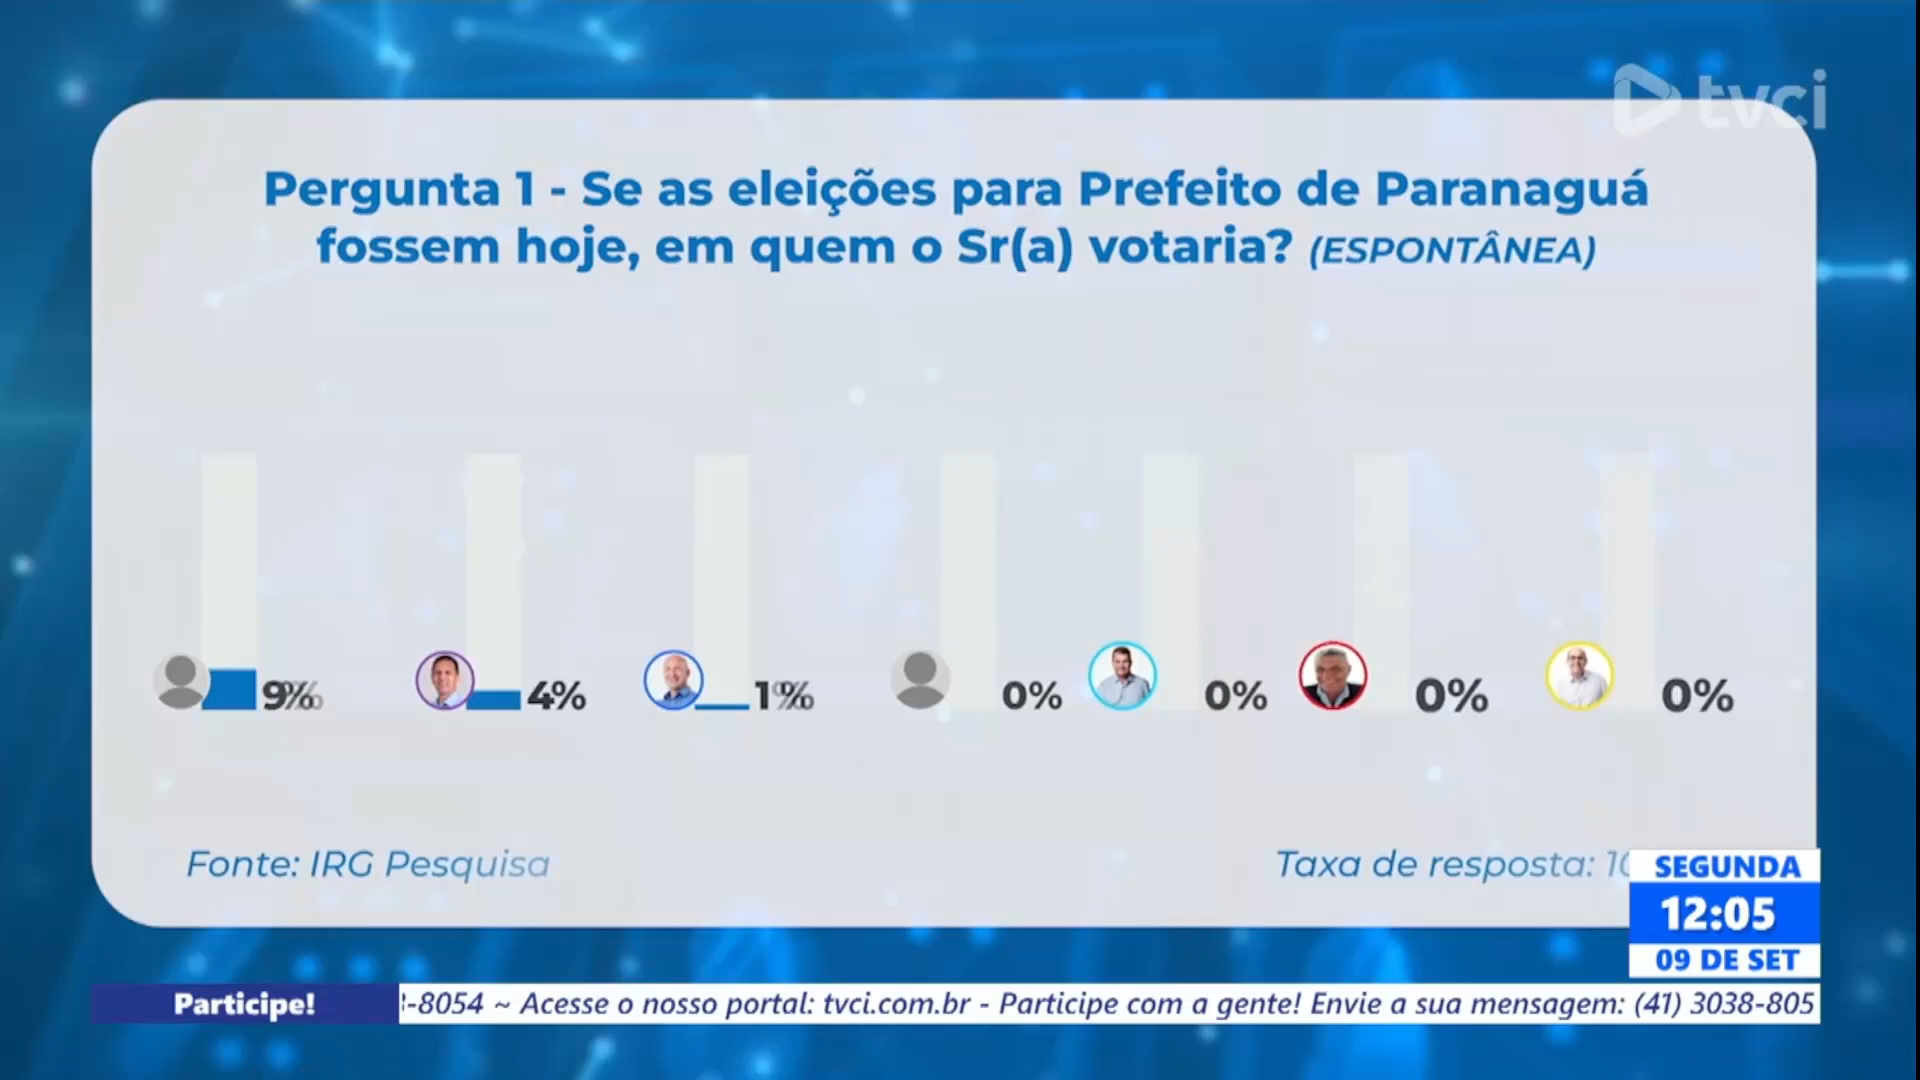 tvci
Pergunta 1 - Se as eleições para Prefeito de Paranaguá
fossem hoje, em quem o Sr(a) votaria? (ESPONTÂNEA)
9% 4% 1% 0% 0% 0% 0%
Fonte: IRG Pesquisa
Taxa de resposta:
SEGUNDA
12:05
09 DE SET
Participe!
-8054 ~ Acesse o nosso portal: tvci.com.br - Participe com a gente! Envie a sua mensagem: (41) 3038-805